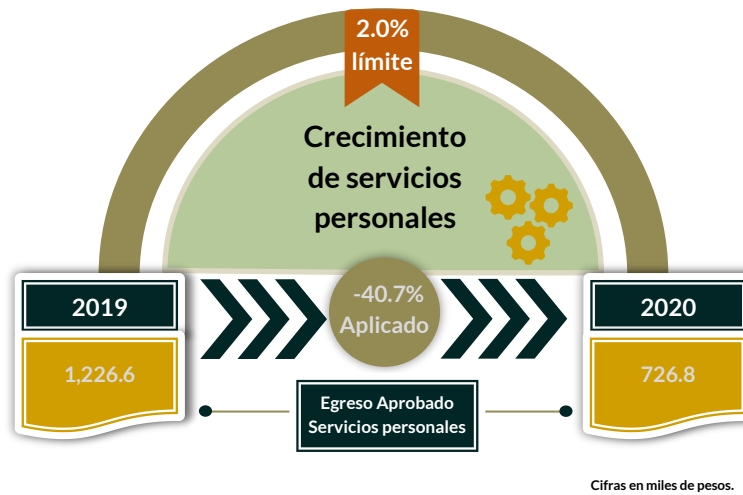 2.0%
límite
Crecimiento
de servicios
personales
2019
-40.7%
Aplicado
2020
1,226.6
726.8
Egreso Aprobado
Servicios personales
Cifras en miles de pesos.